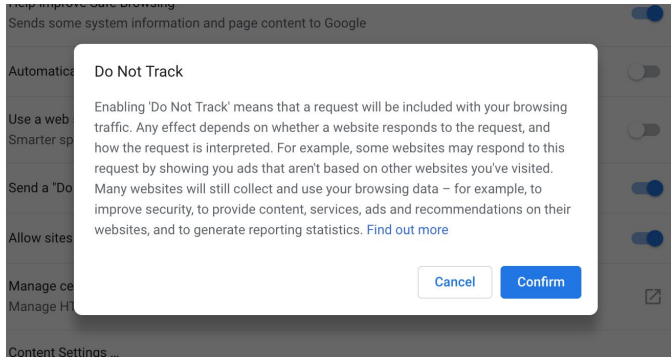 Help improve Safe Browsing
Sends some system information and page content to Google
Automatica
Do Not Track
Enabling 'Do Not Track' means that a request will be included with your browsing
traffic. Any effect depends on whether a website responds to the request, and
how the request is interpreted. For example, some websites may respond to this
request by showing you ads that aren't based on other websites you've visited.
Many websites will still collect and use your browsing data – for example, to
improve security, to provide content, services, ads and recommendations on their
websites, and to generate reporting statistics. Find out more
Use a web
Smarter sp
Send a "Do
Allow sites
Cancel Confirm
Manage ce
Manage HT
Content Settings ...